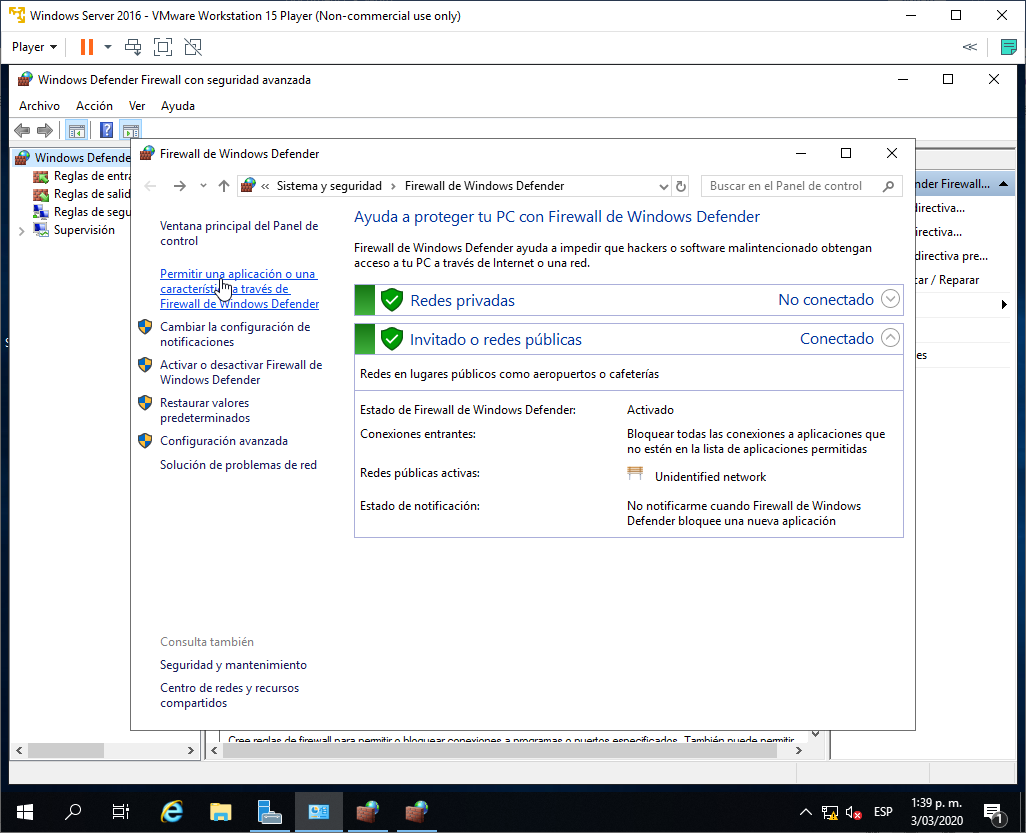 Windows Server 2016 - VMware Workstation 15 Player (Non-commercial use only)
Player
Windows Defender Firewall con seguridad avanzada
Archivo Acción Ver Ayuda
Windows Defende
Reglas de entra
Reglas de salid
Reglas de segu
Supervisión
Firewall de Windows Defender
« Sistema y seguridad › Firewall de Windows Defender
Buscar en el Panel de control
Ventana principal del Panel de
control
Permitir una aplicación o una
característica a través de
Firewall de Windows Defender
Cambiar la configuración de
notificaciones
Activar o desactivar Firewall de
Windows Defender
Restaurar valores
predeterminados
Configuración avanzada
Solución de problemas de red
Consulta también
Seguridad y mantenimiento
Centro de redes y recursos
compartidos
Ayuda a proteger tu PC con Firewall de Windows Defender
Firewall de Windows Defender ayuda a impedir que hackers o software malintencionado obtengan
acceso a tu PC a través de Internet o una red.
Redes privadas No conectado
Invitado o redes públicas Conectado
Redes en lugares públicos como aeropuertos o cafeterías
Estado de Firewall de Windows Defender: Activado
Conexiones entrantes: Bloquear todas las conexiones a aplicaciones que
no estén en la lista de aplicaciones permitidas
Redes públicas activas: Unidentified network
Estado de notificación: No notificarme cuando Firewall de Windows
Defender bloquee una nueva aplicación
nder Firewall...
directiva...
irectiva...
directiva pre...
car / Reparar
es
Cree reglas de firewall para permitir o bloquear conexiones a programas o puertos especificados. También puede permitir
ESP
1:39 p. m.
3/03/2020
1